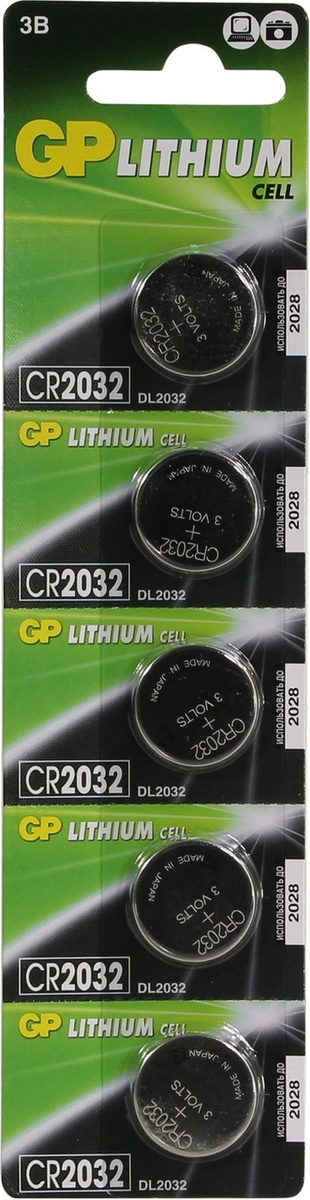 3В
GP LITHIUM
CELL
CR2032
3 VOLTS
MADE IN JAPAN
ИСПОЛЬЗОВАТЬ ДО
2028
CR2032 DL2032
GP LITHIUM CELL
MADE IN JAPAN
3 VOLTS
+
CR2032
ИСПОЛЬЗОВАТЬ ДО
2028
CR2032 DL2032
GP LITHIUM CELL
MADE IN JAPAN
3 VOLTS
+
CR2032
ИСПОЛЬЗОВАТЬ ДО
2028
CR2032 DL2032
GP LITHIUM CELL
MADE IN JAPAN
3 VOLTS
+
CR2032
ИСПОЛЬЗОВАТЬ ДО
2028
CR2032 DL2032
GP LITHIUM CELL
MADE IN JAPAN
3 VOLTS
+
CR2032
ИСПОЛЬЗОВАТЬ ДО
2028
CR2032 DL2032